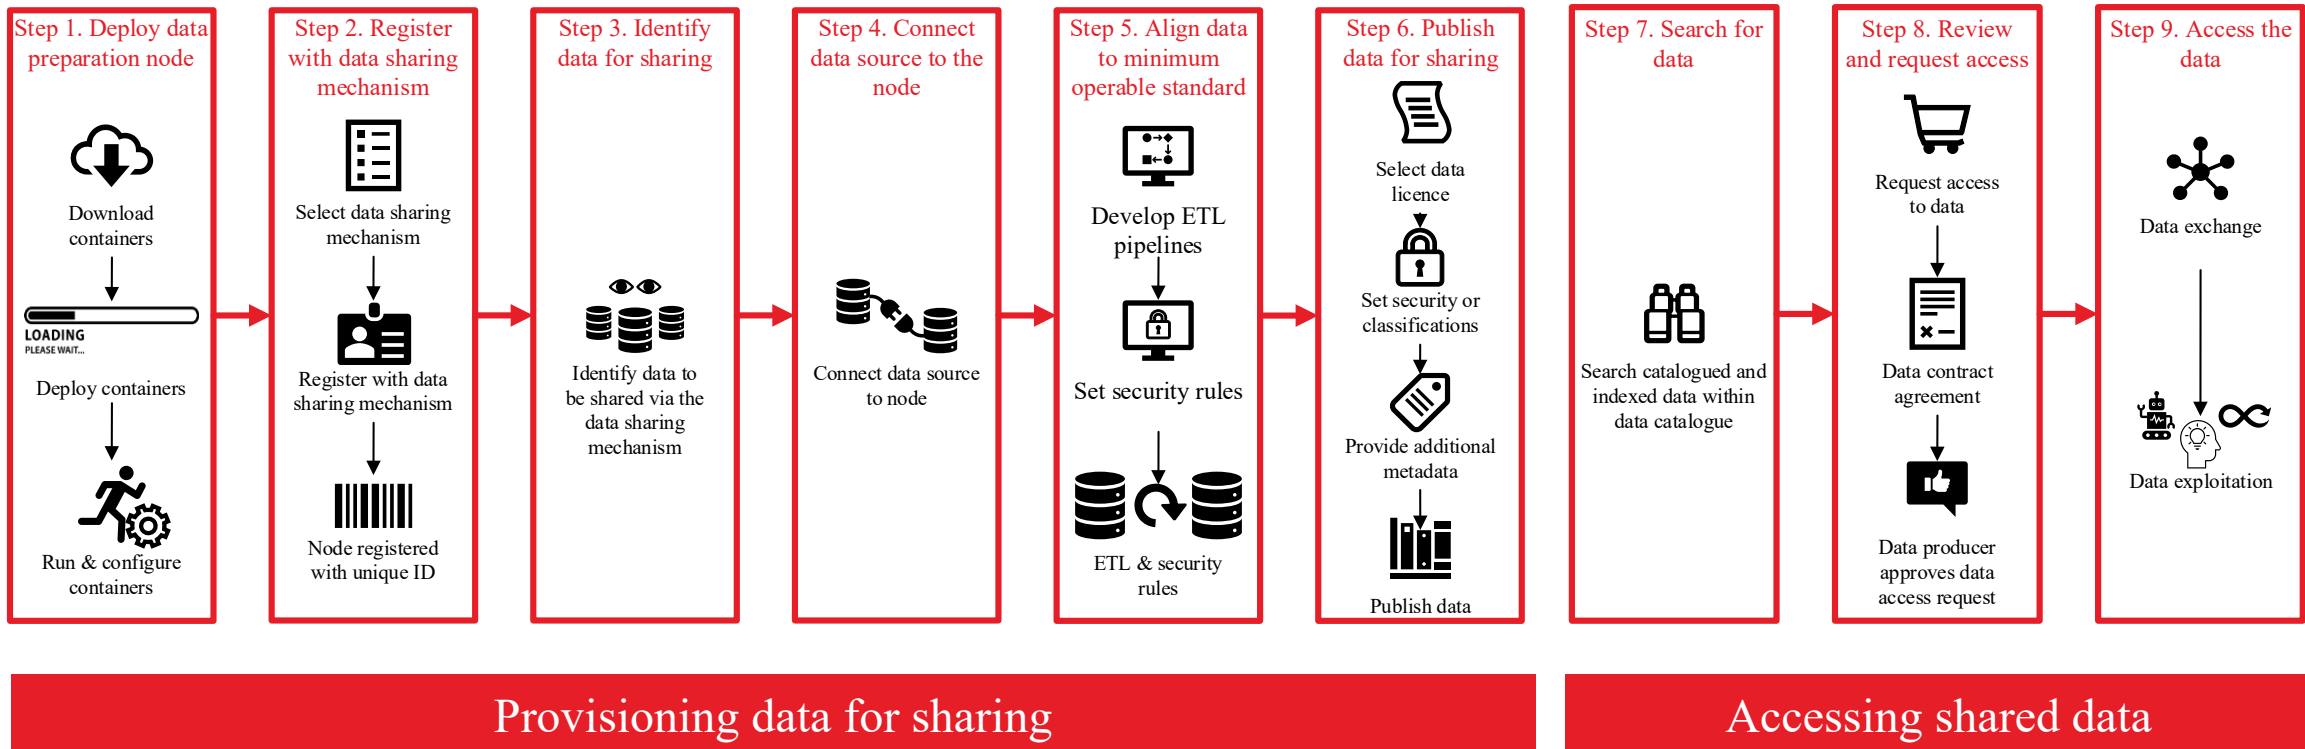 Step 1. Deploy data
preparation node
Download
containers
LOADING
PLEASE WAIT...
Deploy containers
Run & configure
containers
Step 2. Register
with data sharing
mechanism
Select data sharing
mechanism
Register with data
sharing mechanism
Node registered
with unique ID
Step 3. Identify
data for sharing
Identify data to
be shared via the
data sharing
mechanism
Step 4. Connect
data source to the
node
Connect data source
to node
Step 5. Align data
to minimum
operable standard
Develop ETL
pipelines
Set security rules
ETL & security
rules
Step 6. Publish
data for sharing
Select data
licence
Set security or
classifications
Provide additional
metadata
Publish data
Step 7. Search for
data
Search catalogued and
indexed data within
data catalogue
Step 8. Review
and request access
Request access
to data
Data contract
agreement
Data producer
approves data
access request
Step 9. Access the
data
Data exchange
Data exploitation
Provisioning data for sharing
Accessing shared data